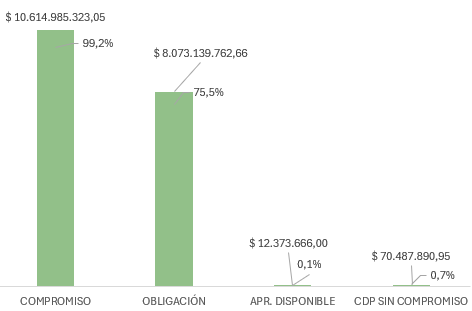 $ 10.614.985.323,05
99,2%
$ 8.073.139.762,66
75,5%
$ 12.373.666,00
0,1%
$ 70.487.890,95
0,7%
COMPROMISO
OBLIGACIÓN
APR. DISPONIBLE
CDP SIN COMPROMISO